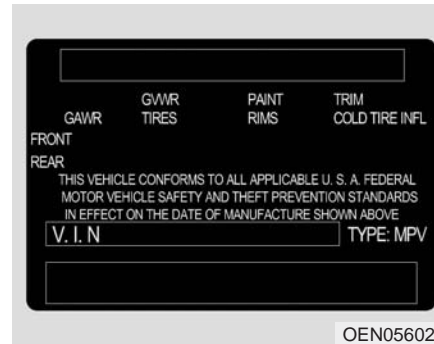 GVWR PAINT TRIM
GAWR TIRES RIMS COLD TIRE INFL
FRONT
REAR
THIS VEHICLE CONFORMS TO ALL APPLICABLE U. S. A. FEDERAL
MOTOR VEHICLE SAFETY AND THEFT PREVENTION STANDARDS
IN EFFECT ON THE DATE OF MANUFACTURE SHOWN ABOVE
V. I. N TYPE: MPV
OEN05602